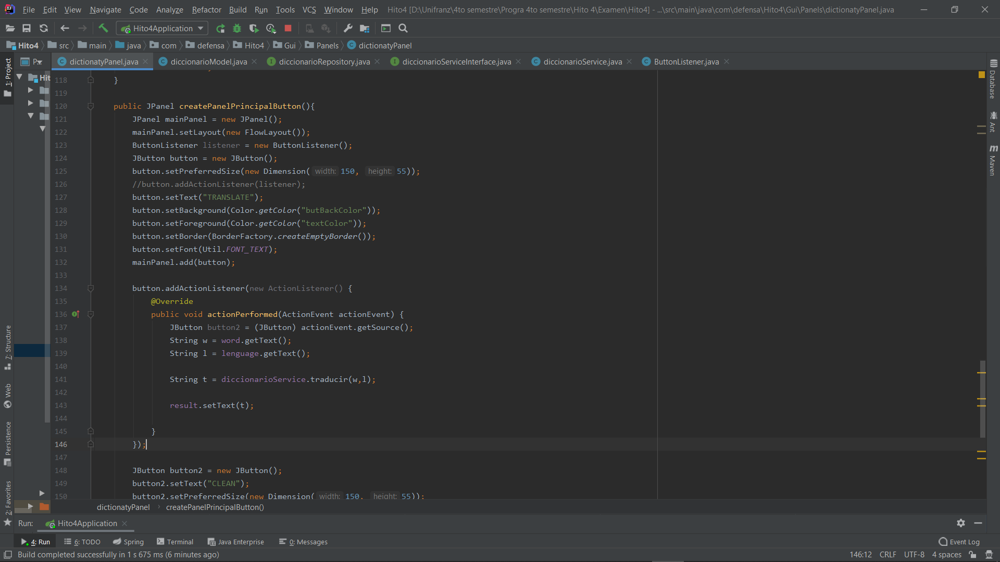 File Edit View Navigate Code Analyze Refactor Build Run Tools VCS Window Help Hito4 [D:\Unifranz\4to semestre\Progra 4to semestre\Hito 4\Examen\Hito4] - ...\src\main\java\com\defensa\Hito4\Gui\Panels\dictionatyPanel.java
Hito4Application
Hito4 src main java com defensa Hito4 Gui Panels dictionatyPanel
P.. dictionatyPanel.java diccionarioModel.java diccionarioRepository.java diccionarioServiceInterface.java diccionarioService.java ButtonListener.java
1: Project
Hit
7: Structure
Web
Persistence
2: Favorites
Database
Ant
Maven
118 }
119
120 public JPanel createPanelPrincipalButton(){
121 JPanel mainPanel = new JPanel();
122 mainPanel.setLayout(new FlowLayout());
123 ButtonListener listener = new ButtonListener();
124 JButton button = new JButton();
125 button.setPreferredSize(new Dimension( width: 150, height: 55));
126 //button.addActionListener(listener);
127 button.setText("TRANSLATE");
128 button.setBackground(Color.getColor("butBackColor"));
129 button.setForeground(Color.getColor("textColor"));
130 button.setBorder(BorderFactory.createEmptyBorder());
131 button.setFont(Util.FONT_TEXT);
132 mainPanel.add(button);
133
134 button.addActionListener(new ActionListener() {
135 @Override
136 public void actionPerformed(ActionEvent actionEvent) {
137 JButton button2 = (JButton) actionEvent.getSource();
138 String w = word.getText();
139 String l = lenguage.getText();
140
141 String t = diccionarioService.traducir(w,l);
142
143 result.setText(t);
144
145 }
146 });
147
148 JButton button2 = new JButton();
149 button2.setText("CLEAN");
150 button2.setPreferredSize(new Dimension( width: 150, height: 55));
dictionatyPanel createPanelPrincipalButton()
Run: Hito4Application
4: Run 6: TODO Spring Terminal Java Enterprise 0: Messages Event Log
Build completed successfully in 1 s 675 ms (6 minutes ago) 146:12 CRLF UTF-8 4 spaces